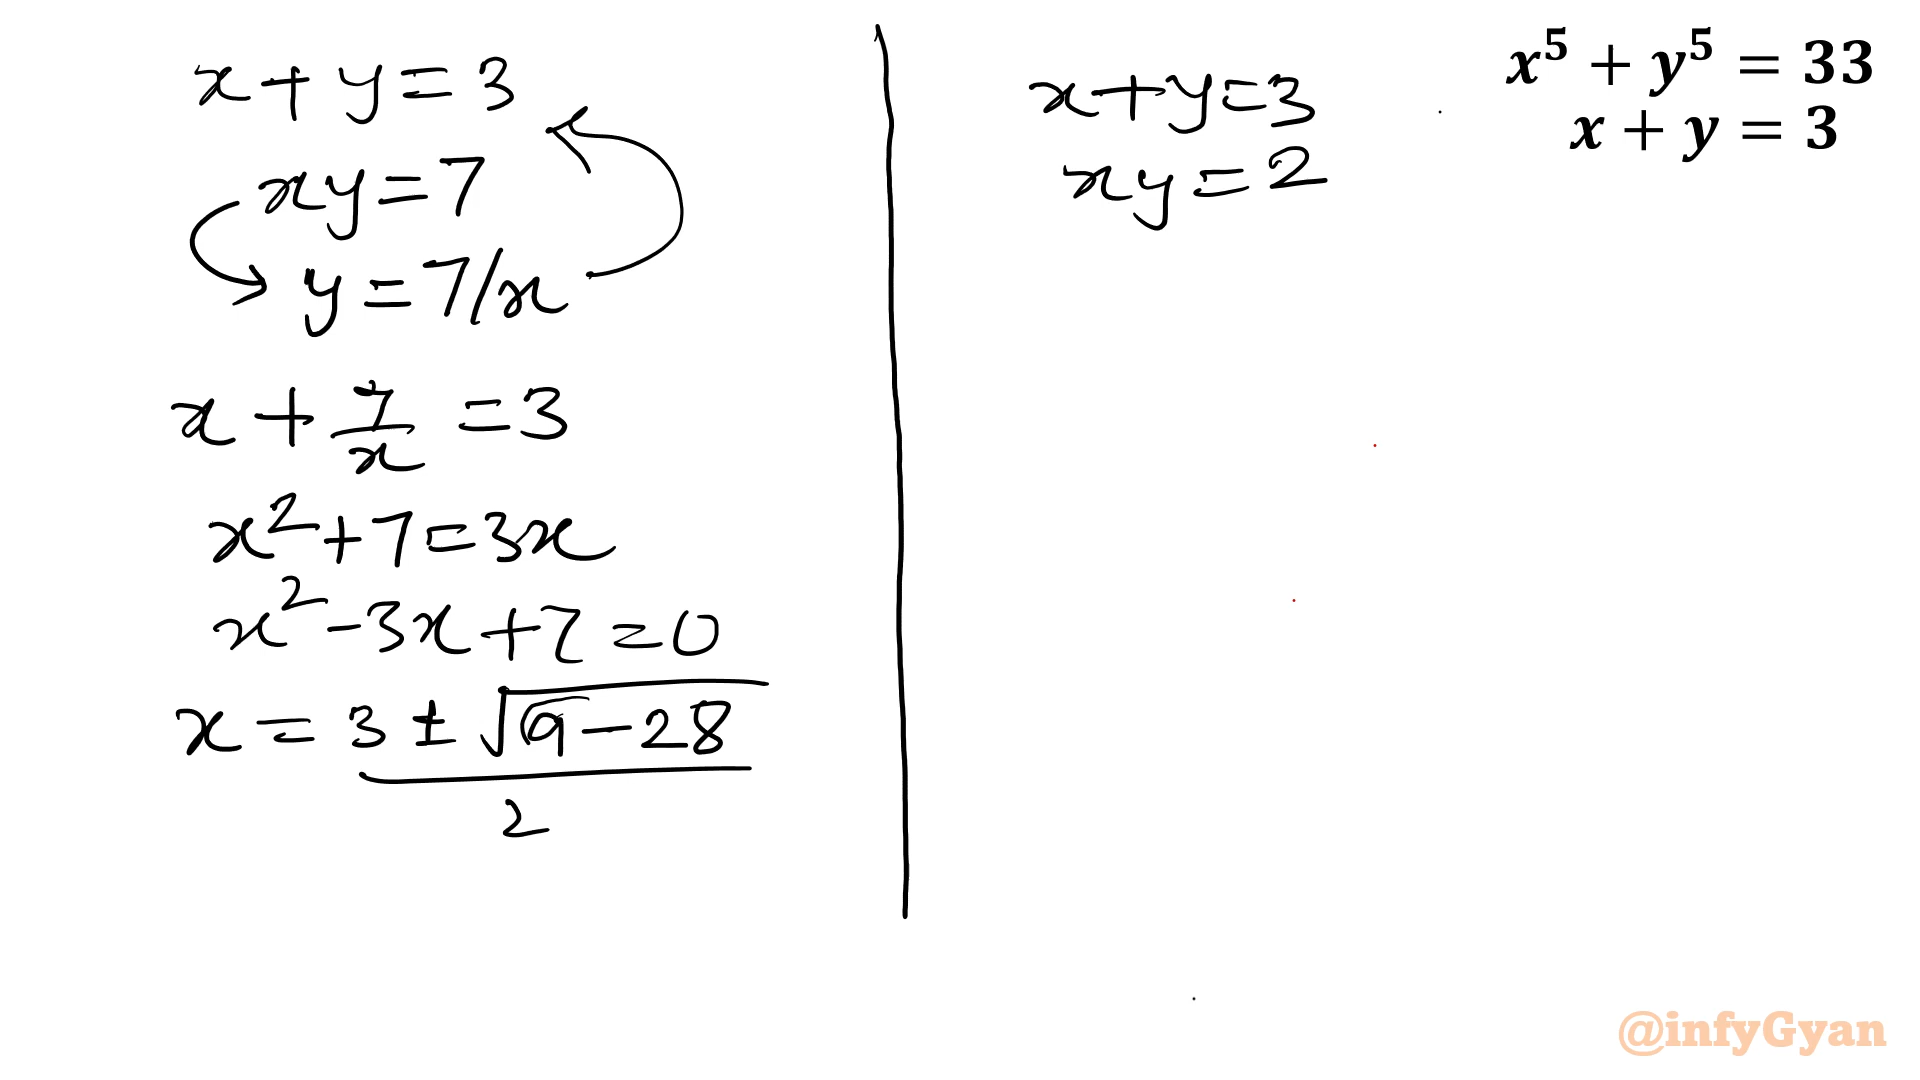 x + y = 3
xy = 7
y = 7/x
x + 7/x = 3
x² + 7 = 3x
x² - 3x + 7 = 0
x = (3 ± √(9 - 28))/2
x + y = 3
xy = 2
x⁵ + y⁵ = 33
x + y = 3
@infyGyan